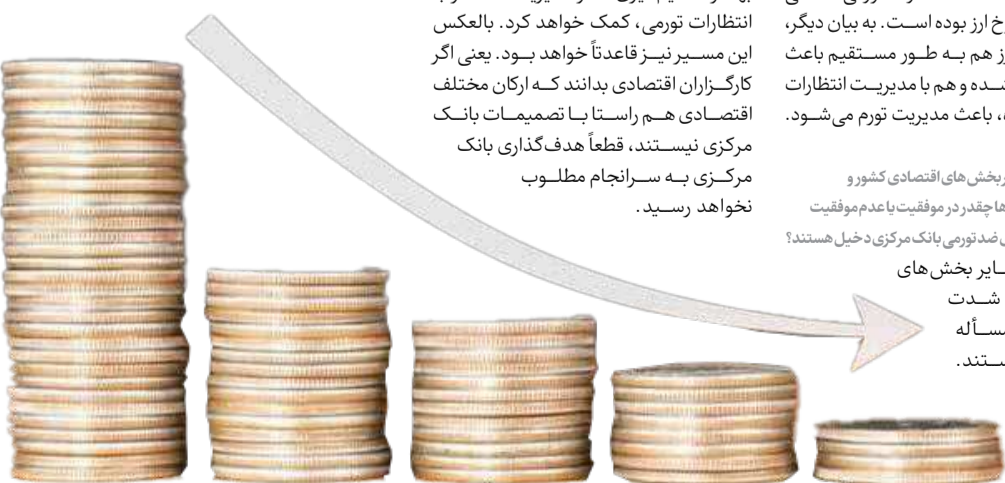 نرخ ارز بوده است. به بیان دیگر،
هم به طور مستقیم باعث
شده و هم با مدیریت انتظارات
باعث مدیریت تورم می‌شود.
بخش‌های اقتصادی کشور و
چقدر در موفقیت یا عدم موفقیت
ضد تورمی بانک مرکزی دخیل هستند؟
سایر بخش‌های
شدت
مسأله
هستند.
انتظارات تورمی، کمک خواهد کرد. بالعکس
این مسیر نیز قاعدتاً خواهد بود. یعنی اگر
کارگزاران اقتصادی بدانند که ارکان مختلف
اقتصادی هم راستا با تصمیمات بانک
مرکزی نیستند، قطعاً هدف‌گذاری بانک
مرکزی به سرانجام مطلوب
نخواهد رسید.